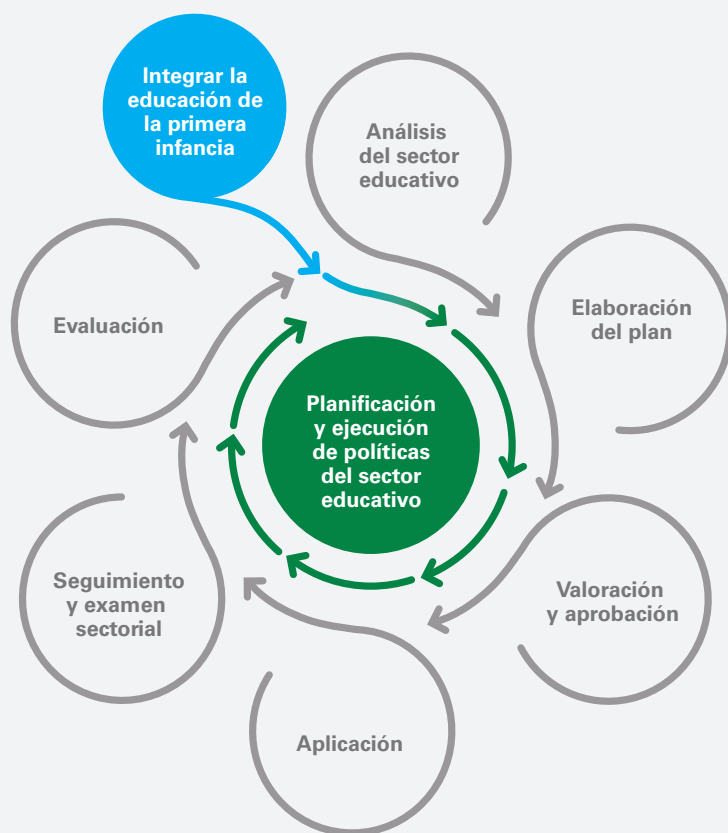 Integrar la
educación de
la primera
infancia
Análisis
del sector
educativo
Elaboración
del plan
Valoración
y aprobación
Aplicación
Seguimiento
y examen
sectorial
Evaluación
Planificación
y ejecución
de políticas
del sector
educativo